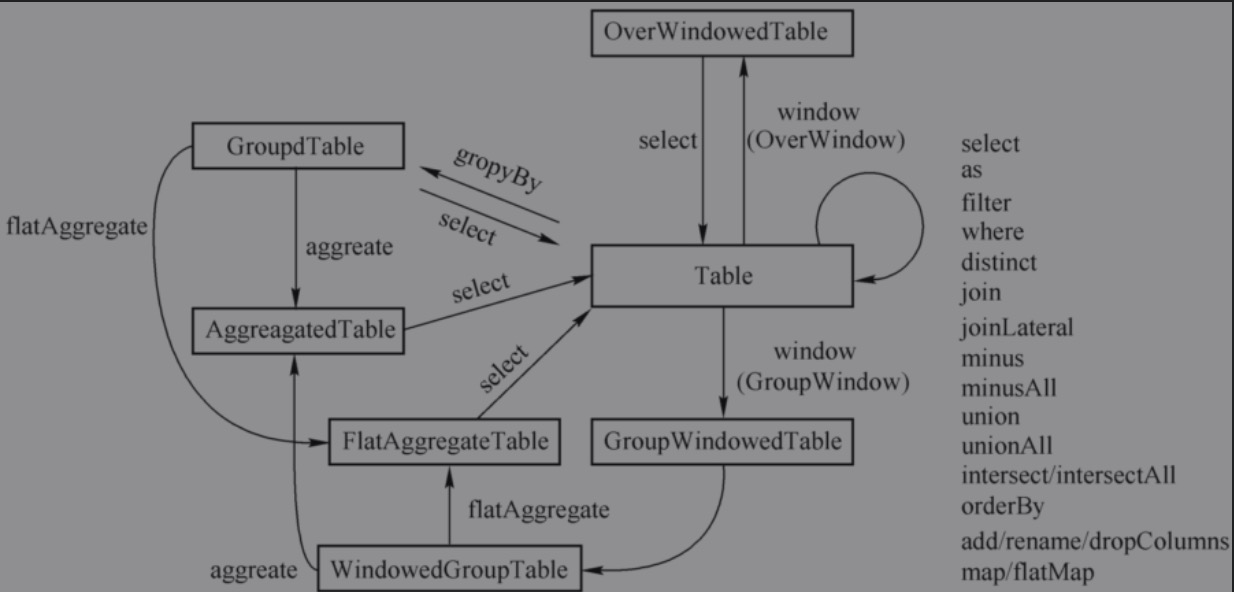 OverWindowedTable
select
window
(OverWindow)
GroupdTable
gropyBy
select
flatAggregate
aggreate
select
Table
AggreagatedTable
select
window
(GroupWindow)
FlatAggregateTable
GroupWindowedTable
flatAggregate
aggreate
WindowedGroupTable
select
as
filter
where
distinct
join
joinLateral
minus
minusAll
union
unionAll
intersect/intersectAll
orderBy
add/rename/dropColumns
map/flatMap